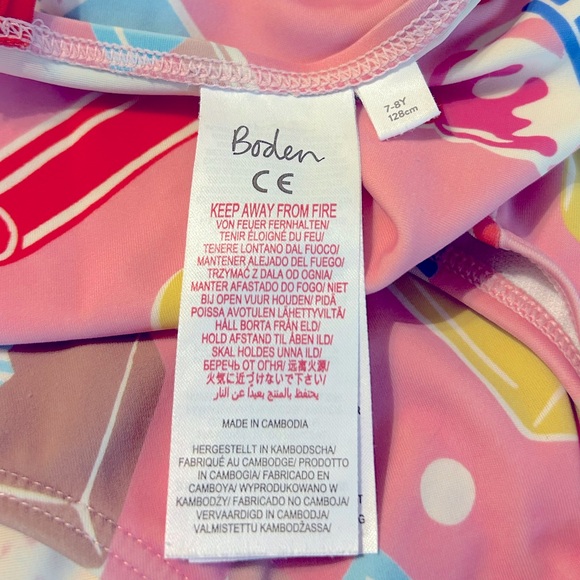 Boden
CE
KEEP AWAY FROM FIRE
VON FEUER FERNHALTEN/
TENIR ÉLOIGNÉ DU FEU/
TENERE LONTANO DAL FUOCO/
MANTENER ALEJADO DEL FUEGO/
TRZYMAĆ Z DALA OD OGNIA/
MANTER AFASTADO DO FOGO/ NIET
BIJ OPEN VUUR HOUDEN/ PIDÄ
POISSA AVOTULEN LÄHETTYVILTÄ/
HÅLL BORTA FRÅN ELD/
HOLD AFSTAND TIL ÅBEN ILD/
SKAL HOLDES UNNA ILD/
БЕРЕЧЬ ОТ ОГНЯ/ 远离火源/
火気に近づけないで下さい/
يحتفظ بالمنتج بعيدًا عن النار
MADE IN CAMBODIA
HERGESTELLT IN KAMBODSCHA/
FABRIQUÉ AU CAMBODGE/ PRODOTTO
IN CAMBOGIA/ FABRICADO EN
CAMBOYA/ WYPRODUKOWANO W
KAMBODŻY/ FABRICADO NO CAMBOJA/
VERVAARDIGD IN CAMBODJA/
VALMISTETTU KAMBODŽASSA/
7-8Y
128cm